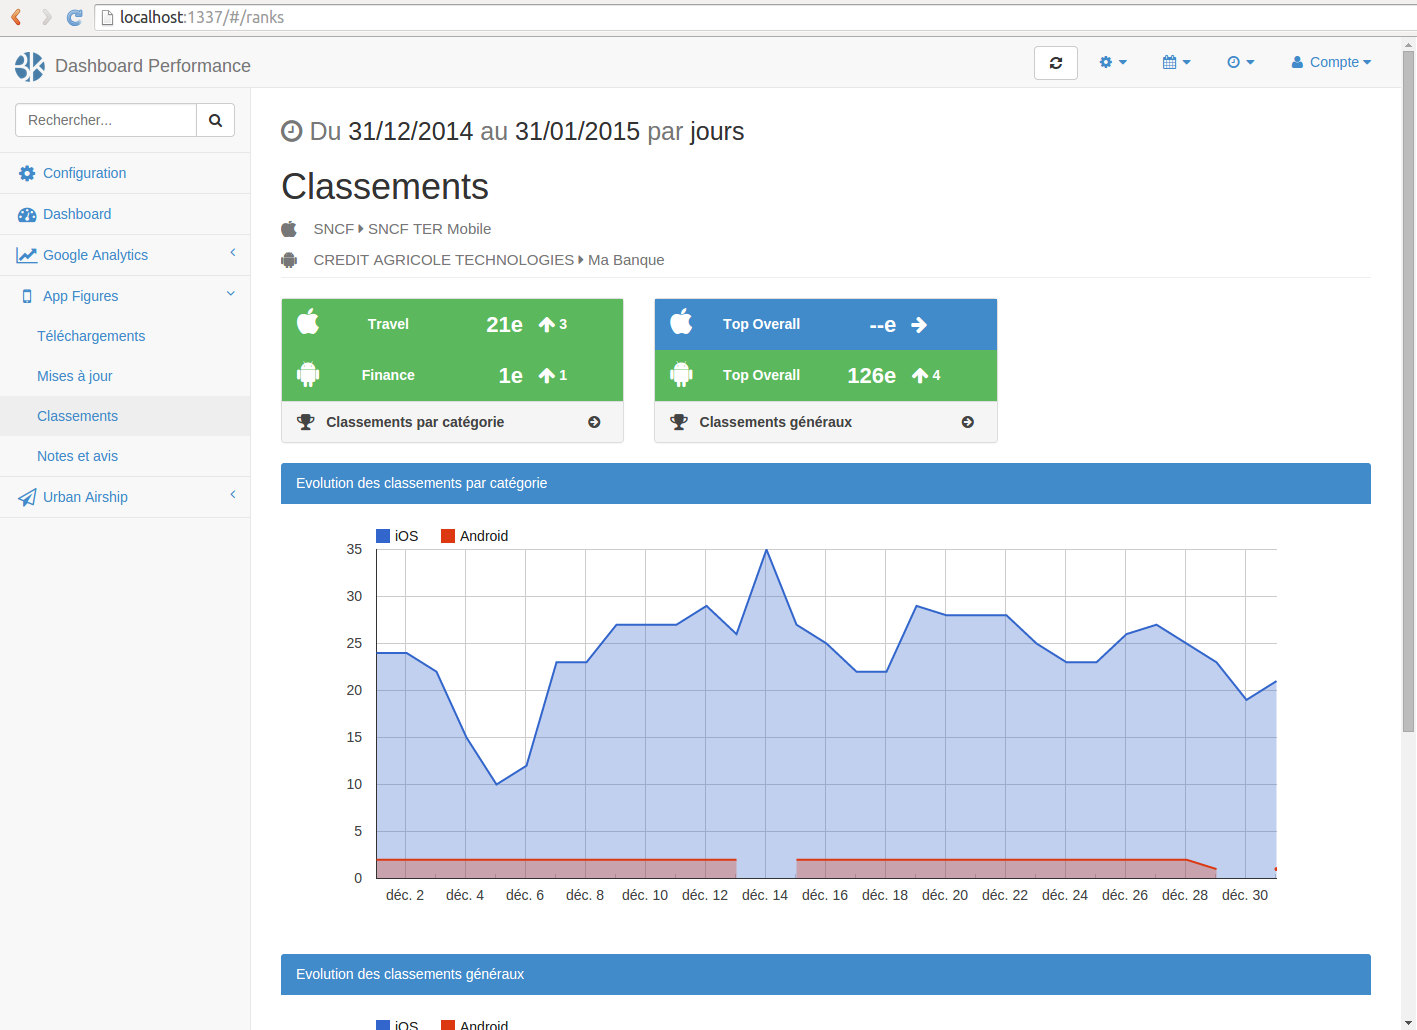 localhost:1337/#/ranks
Dashboard Performance
Compte
Rechercher...
Configuration
Dashboard
Google Analytics
App Figures
Téléchargements
Mises à jour
Classements
Notes et avis
Urban Airship
Du 31/12/2014 au 31/01/2015 par jours
Classements
SNCF SNCF TER Mobile
CREDIT AGRICOLE TECHNOLOGIES Ma Banque
Travel 21e 3
Finance 1e 1
Classements par catégorie
Top Overall --e
Top Overall 126e 4
Classements généraux
Evolution des classements par catégorie
iOS Android
35
30
25
20
15
10
5
0
déc. 2 déc. 4 déc. 6 déc. 8 déc. 10 déc. 12 déc. 14 déc. 16 déc. 18 déc. 20 déc. 22 déc. 24 déc. 26 déc. 28 déc. 30
Evolution des classements généraux
iOS Android